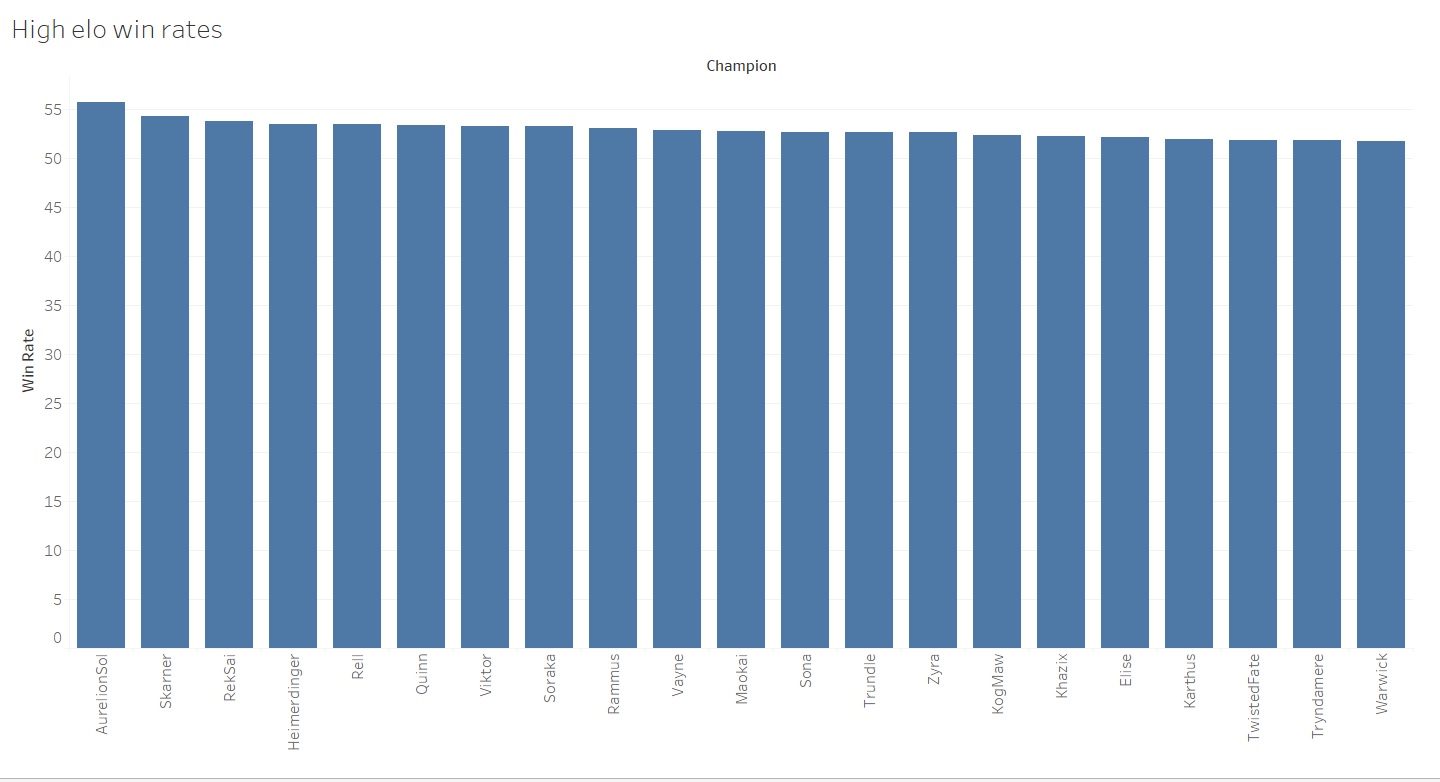 High elo win rates
Champion
Win Rate
55
50
45
40
35
30
25
20
15
10
5
0
AurelionSol
Skarner
RekSai
Heimerdinger
Rell
Quinn
Viktor
Soraka
Rammus
Vayne
Maokai
Sona
Trundle
Zyra
KogMaw
Khazix
Elise
Karthus
TwistedFate
Tryndamere
Warwick